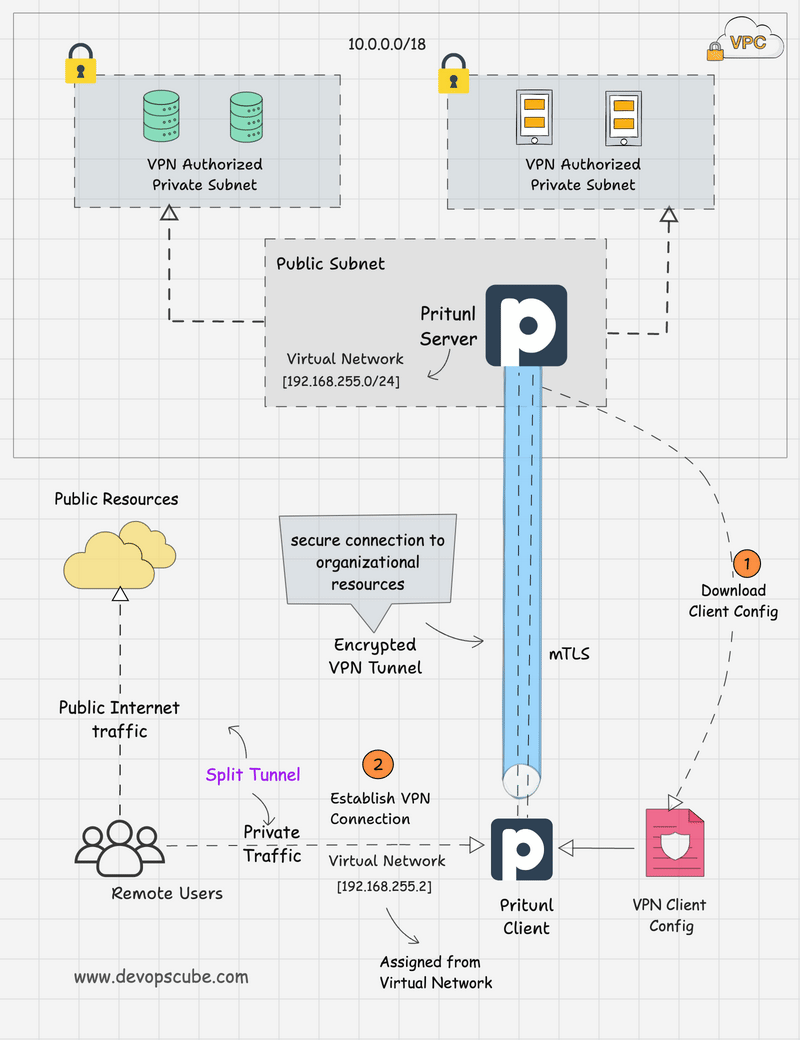 10.0.0.0/18
VPC
VPN Authorized
Private Subnet
VPN Authorized
Private Subnet
Public Subnet
Pritunl
Server
Virtual Network
[192.168.255.0/24]
Public Resources
secure connection to
organizational
resources
1
Download
Client Config
Encrypted
VPN Tunnel
mTLS
Public Internet
traffic
Split Tunnel
2
Establish VPN
Connection
Private
Traffic
Virtual Network
[192.168.255.2]
Remote Users
Pritunl
Client
VPN Client
Config
Assigned from
Virtual Network
www.devopscube.com